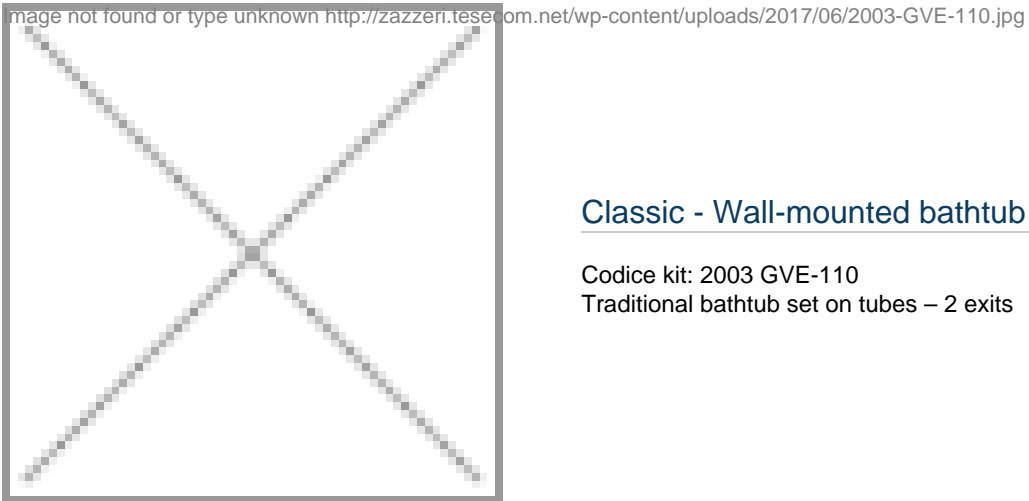 Image not found or type unknown http://zazzeri.tesecom.net/wp-content/uploads/2017/06/2003-GVE-110.jpg
Classic - Wall-mounted bathtub
Codice kit: 2003 GVE-110
Traditional bathtub set on tubes – 2 exits